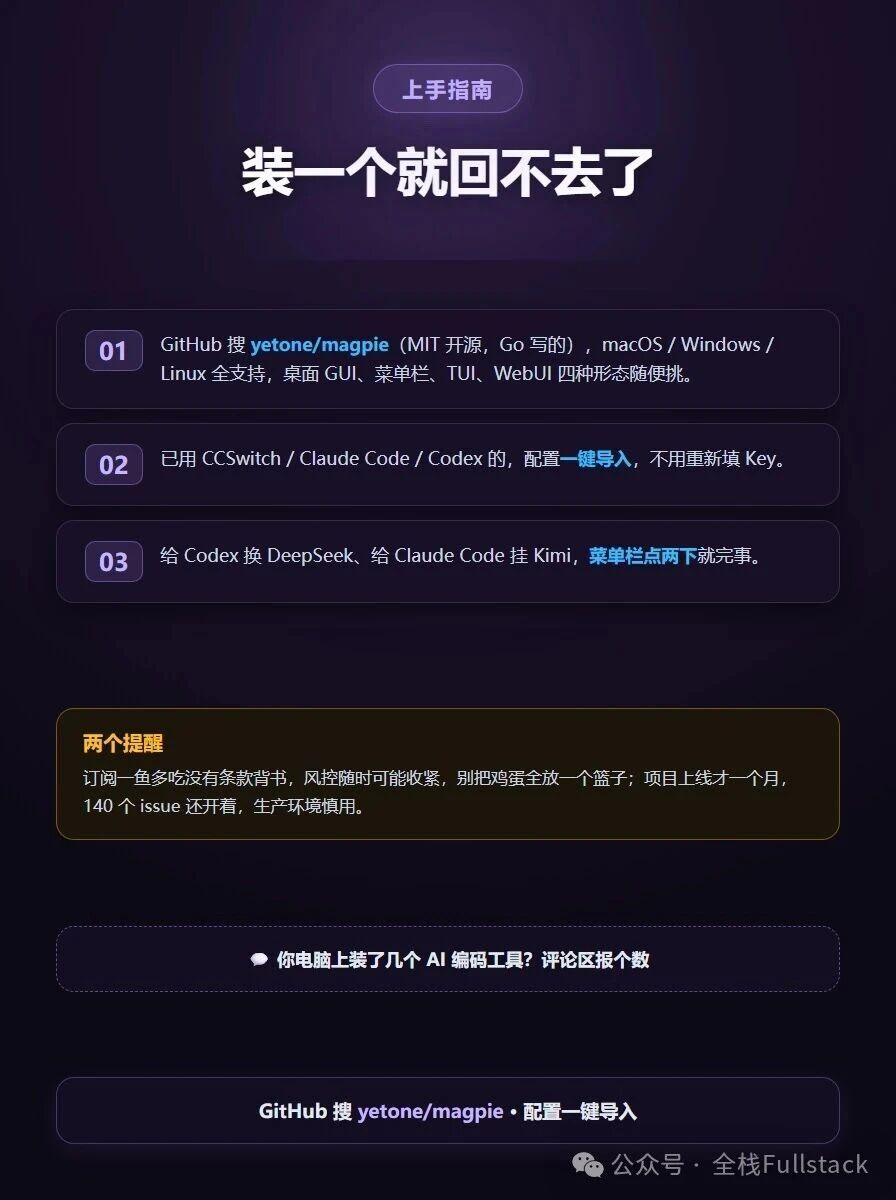 上手指南
装一个就回不去了
01
GitHub 搜 yetone/magpie（MIT 开源，Go 写的），macOS / Windows /
Linux 全支持，桌面 GUI、菜单栏、TUI、WebUI 四种形态随便挑。
02
已用 CCSwitch / Claude Code / Codex 的，配置一键导入，不用重新填 Key。
03
给 Codex 换 DeepSeek、给 Claude Code 挂 Kimi，菜单栏点两下就完事。
两个提醒
订阅一鱼多吃没有条款背书，风控随时可能收紧，别把鸡蛋全放一个篮子；项目上线才一个月，
140 个 issue 还开着，生产环境慎用。
你电脑上装了几个 AI 编码工具？评论区报个数
GitHub 搜 yetone/magpie • 配置一键导入
公众号 · 全栈Fullstack